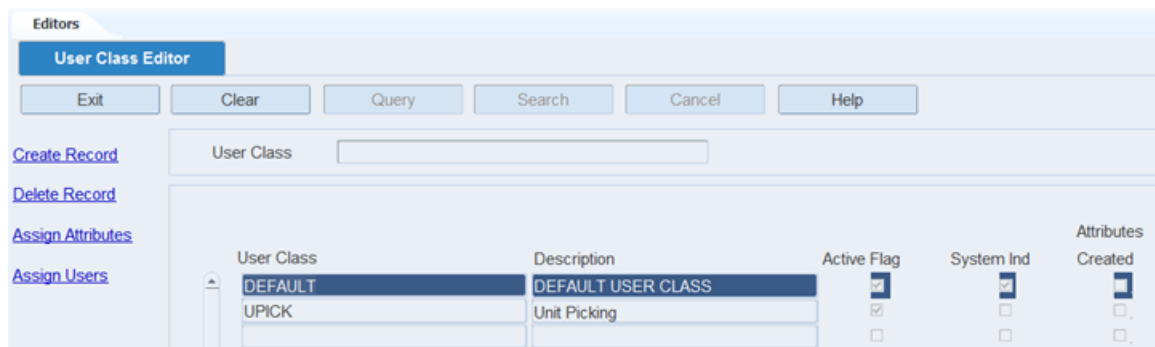 Editors
User Class Editor
Exit Clear Query Search Cancel Help
Create Record
User Class
Delete Record
Assign Attributes
Assign Users
Attributes
User Class Description Active Flag System Ind Created
DEFAULT DEFAULT USER CLASS
UPICK Unit Picking